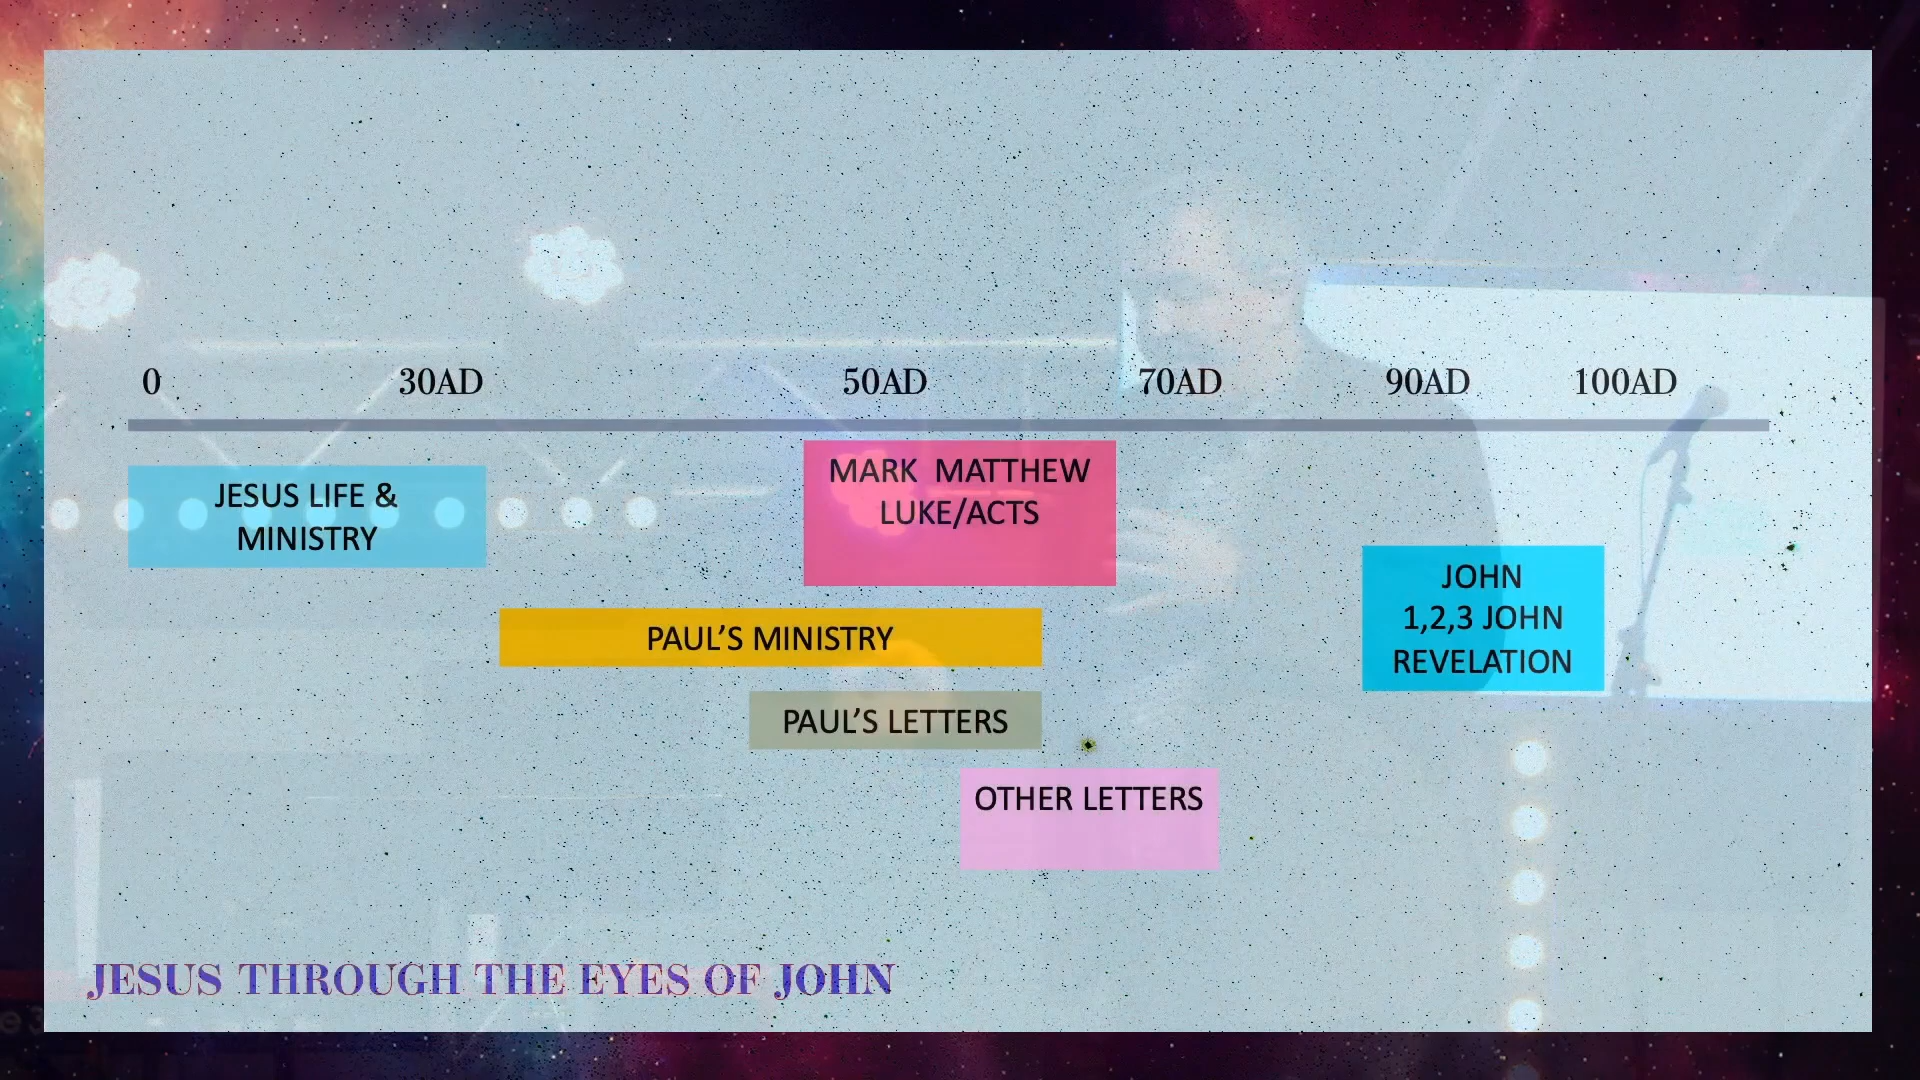 0 30AD 50AD 70AD 90AD 100AD
JESUS LIFE &
MINISTRY
MARK MATTHEW
LUKE/ACTS
JOHN
1,2,3 JOHN
REVELATION
PAUL’S MINISTRY
PAUL’S LETTERS
OTHER LETTERS
JESUS THROUGH THE EYES OF JOHN